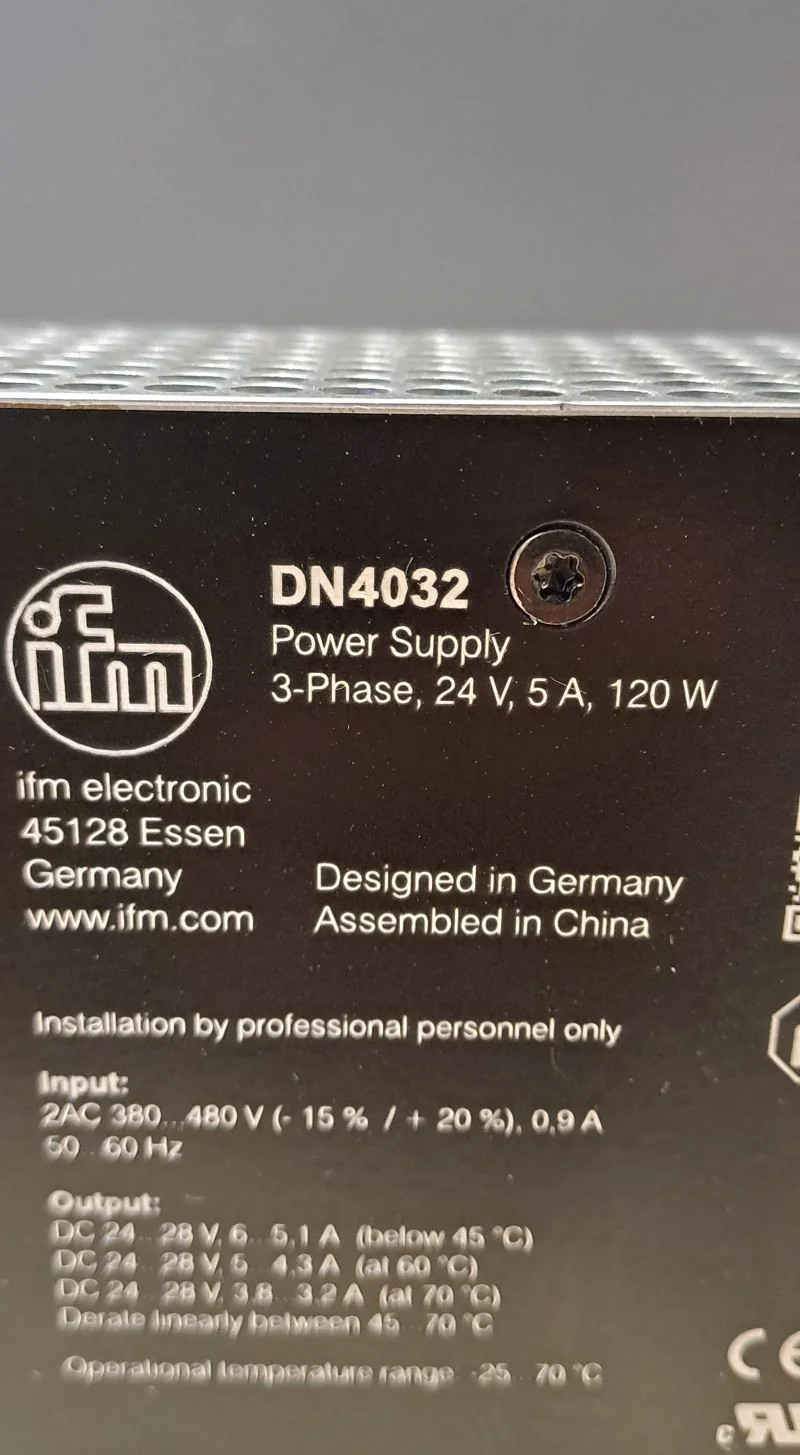 ifm
DN4032
Power Supply
3-Phase, 24 V, 5 A, 120 W
ifm electronic
45128 Essen
Germany
www.ifm.com
Designed in Germany
Assembled in China
Installation by professional personnel only
Input:
2AC 380...480 V (- 15 % / + 20 %), 0,9 A
50...60 Hz
Output:
DC 24...28 V, 6...5,1 A (below 45 °C)
DC 24...28 V, 5...4,3 A (at 60 °C)
DC 24...28 V, 3,8...3,2 A (at 70 °C)
Derate linearly between 45...70 °C
Operational temperature range -25...70 °C
CE
c